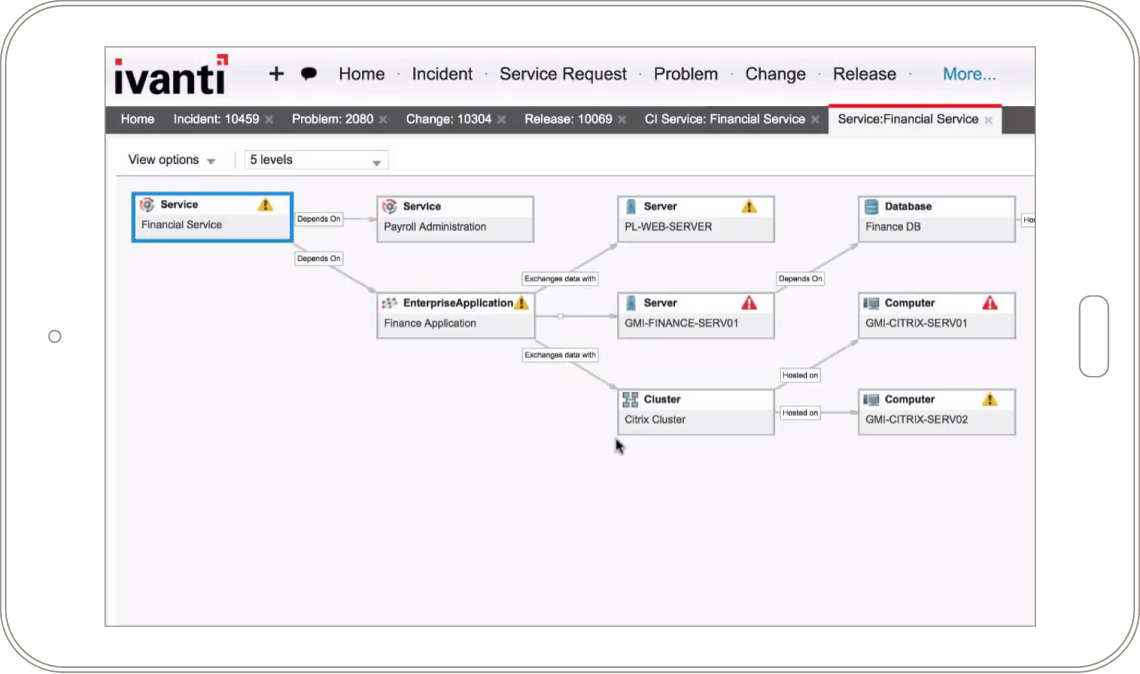 ivanti
+ Home · Incident · Service Request · Problem · Change · Release · More...
Home Incident: 10459 × Problem: 2080 × Change: 10304 × Release: 10069 × CI Service: Financial Service × Service:Financial Service ×
View options 5 levels
Service
Financial Service
Depends On
Service
Payroll Administration
Server
PL-WEB-SERVER
Database
Finance DB
Depends On
Exchanges data with
Depends On
EnterpriseApplication
Finance Application
Server
GMI-FINANCE-SERV01
Computer
GMI-CITRIX-SERV01
Exchanges data with
Hosted on
Cluster
Citrix Cluster
Hosted on
Computer
GMI-CITRIX-SERV02